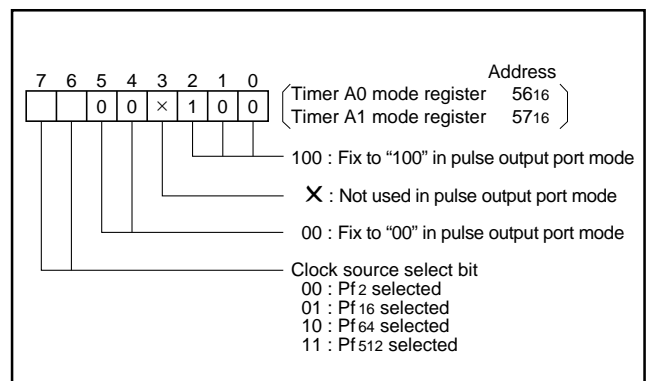 7 6 5 4 3 2 1 0
Address
0 0 × 1 0 0
Timer A0 mode register 5616
Timer A1 mode register 5716
100 : Fix to “100” in pulse output port mode
X : Not used in pulse output port mode
00 : Fix to “00” in pulse output port mode
Clock source select bit
00 : Pf2 selected
01 : Pf16 selected
10 : Pf64 selected
11 : Pf512 selected